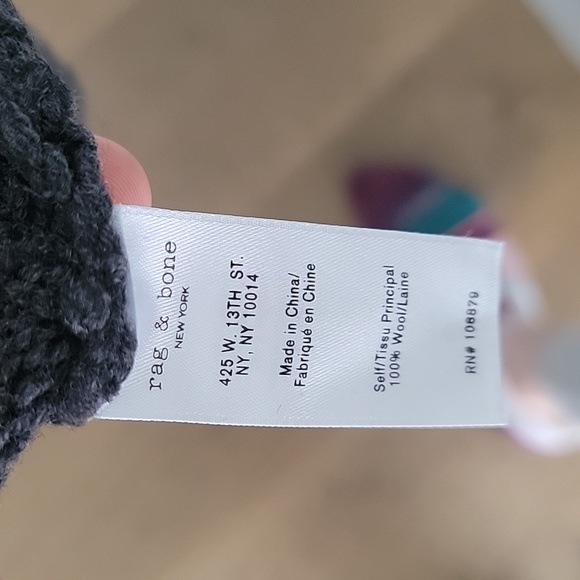 rag & bone
NEW YORK
425 W. 13TH ST.
NY, NY 10014
Made in China/
Fabriqué en Chine
Self/Tissu Principal
100% Wool/Laine
RN# 108879